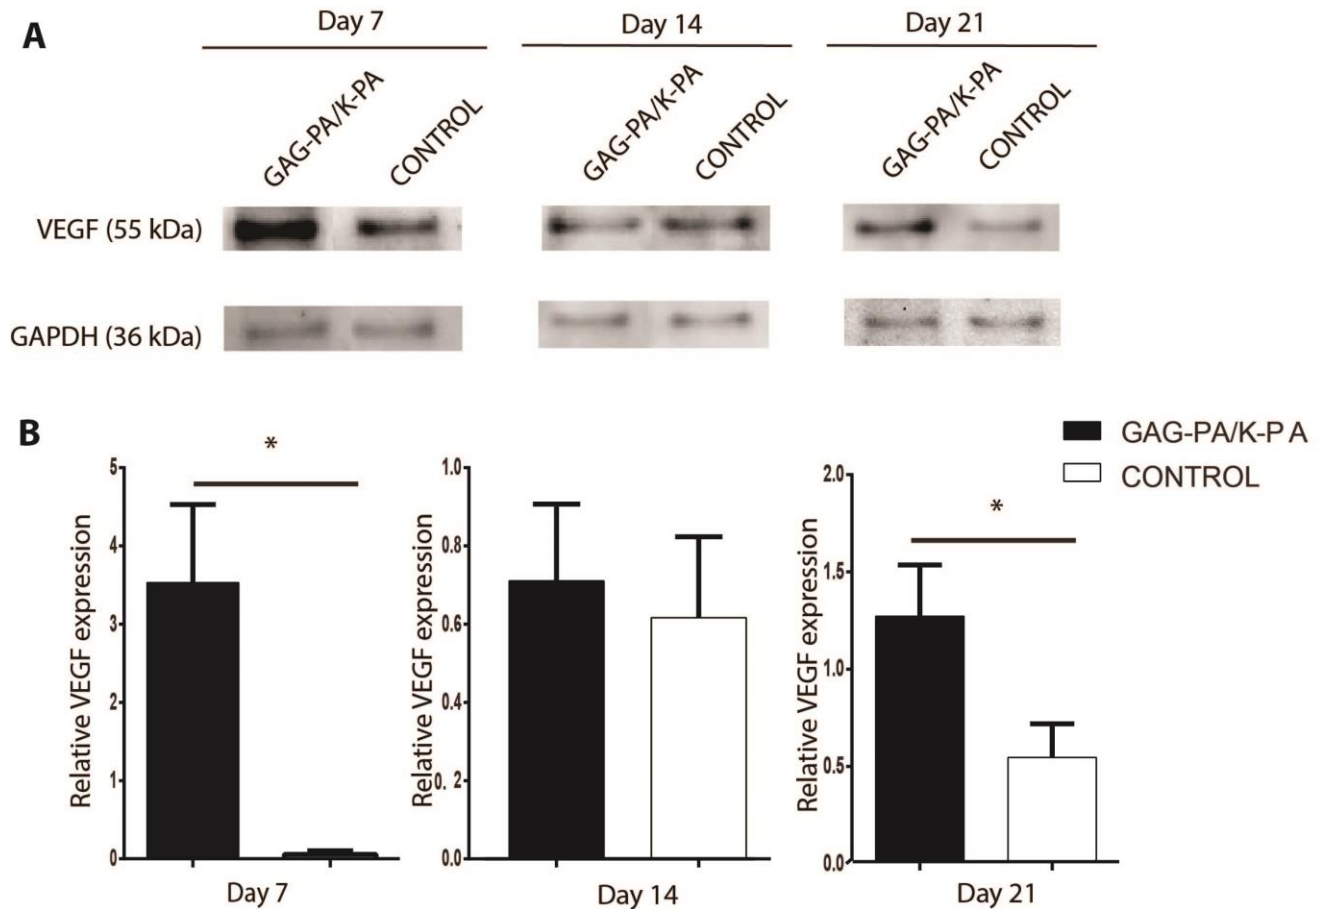 A
Day 7
Day 14
Day 21
GAG-PA/K-PA
CONTROL
GAG-PA/K-PA
CONTROL
GAG-PA/K-PA
CONTROL
VEGF (55 kDa)
GAPDH (36 kDa)
B
GAG-PA/K-P A
CONTROL
Relative VEGF expression
5
4
3
2
1
0
*
Day 7
Relative VEGF expression
1.0
0.8
0.6
0.4
0.2
0.0
Day 14
Relative VEGF expression
2.0
1.5
1.0
0.5
0.0
*
Day 21